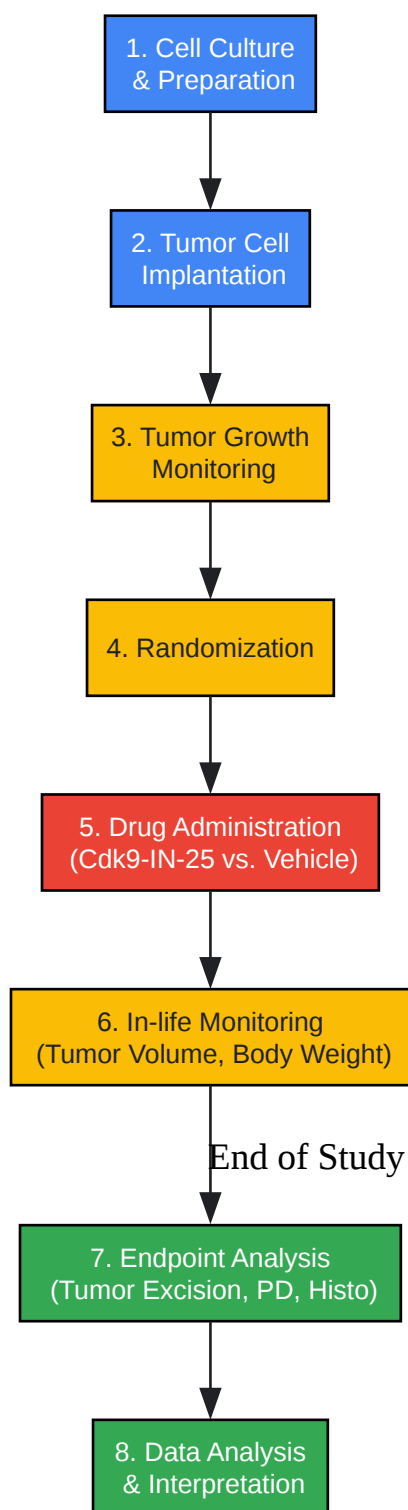 1. Cell Culture
& Preparation
2. Tumor Cell
Implantation
3. Tumor Growth
Monitoring
4. Randomization
5. Drug Administration
(Cdk9-IN-25 vs. Vehicle)
6. In-life Monitoring
(Tumor Volume, Body Weight)
End of Study
7. Endpoint Analysis
(Tumor Excision, PD, Histo)
8. Data Analysis
& Interpretation